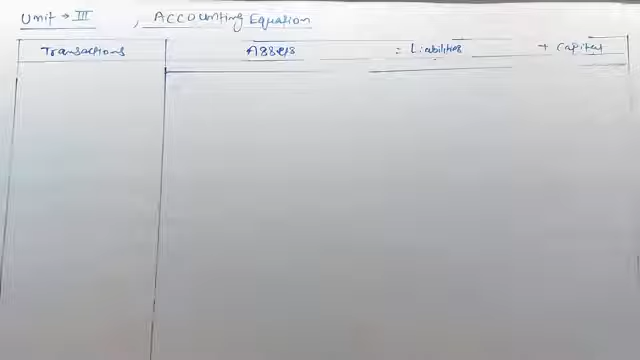 Unit → III , Accounting Equation
Transactions Assets = Liabilities + Capital